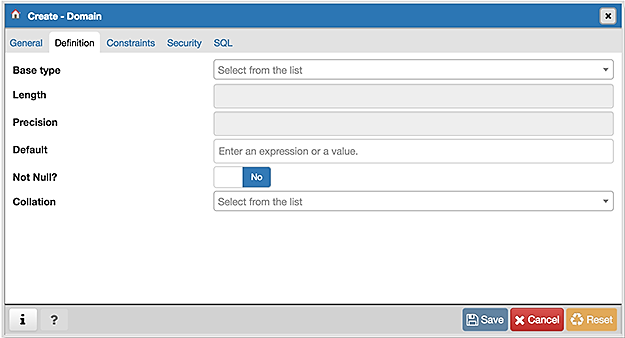 Create - Domain
General Definition Constraints Security SQL
Base type Select from the list
Length
Precision
Default Enter an expression or a value.
Not Null? No
Collation Select from the list
i ? Save Cancel Reset